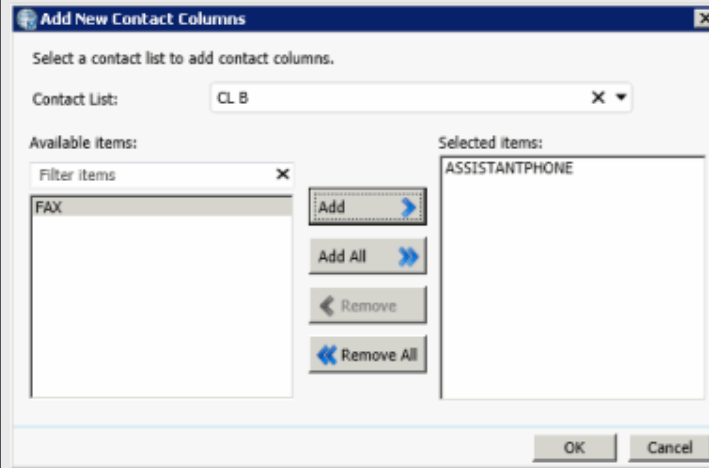 Add New Contact Columns
Select a contact list to add contact columns.
Contact List: CL B
Available items:
Selected items:
Filter items
ASSISTANTPHONE
FAX
Add
Add All
Remove
Remove All
OK
Cancel